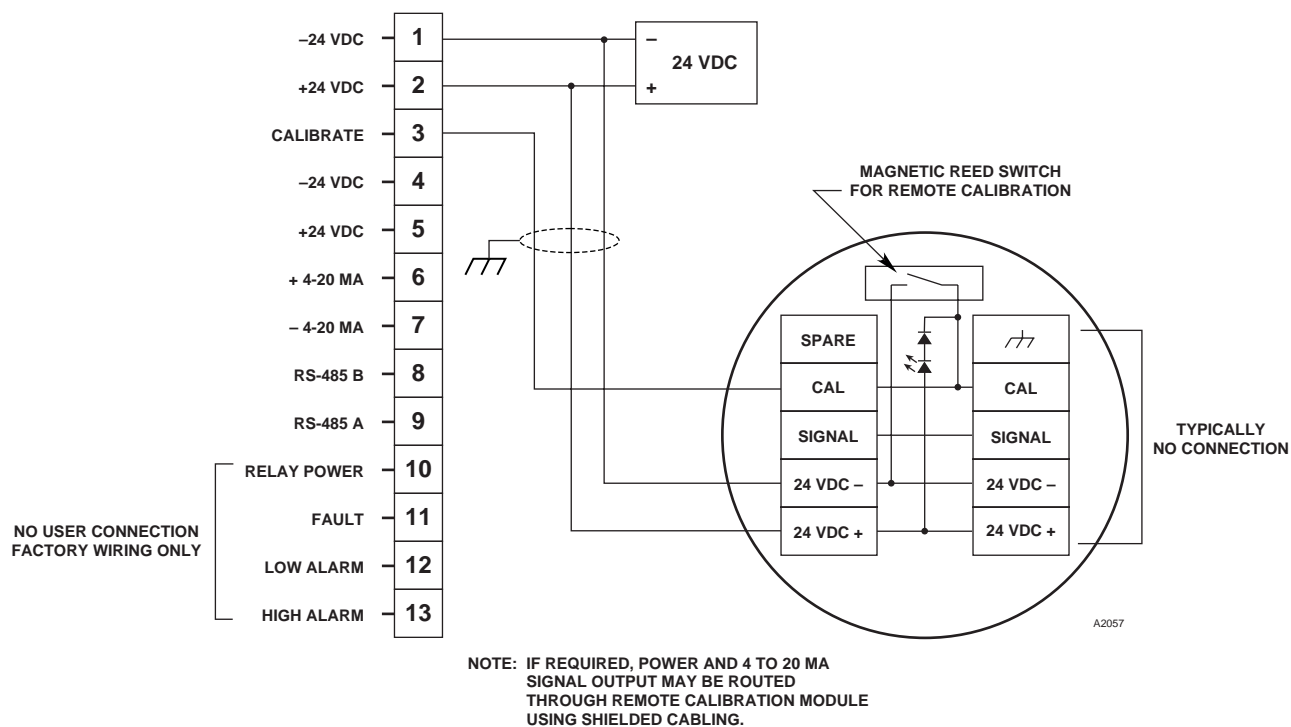 –24 VDC 1
+24 VDC 2
CALIBRATE 3
–24 VDC 4
+24 VDC 5
+ 4-20 MA 6
– 4-20 MA 7
RS-485 B 8
RS-485 A 9
RELAY POWER 10
FAULT 11
LOW ALARM 12
HIGH ALARM 13
NO USER CONNECTION
FACTORY WIRING ONLY
–
24 VDC
+
MAGNETIC REED SWITCH
FOR REMOTE CALIBRATION
SPARE
CAL
SIGNAL
24 VDC –
24 VDC +
CAL
SIGNAL
24 VDC –
24 VDC +
TYPICALLY
NO CONNECTION
A2057
NOTE: IF REQUIRED, POWER AND 4 TO 20 MA
SIGNAL OUTPUT MAY BE ROUTED
THROUGH REMOTE CALIBRATION MODULE
USING SHIELDED CABLING.